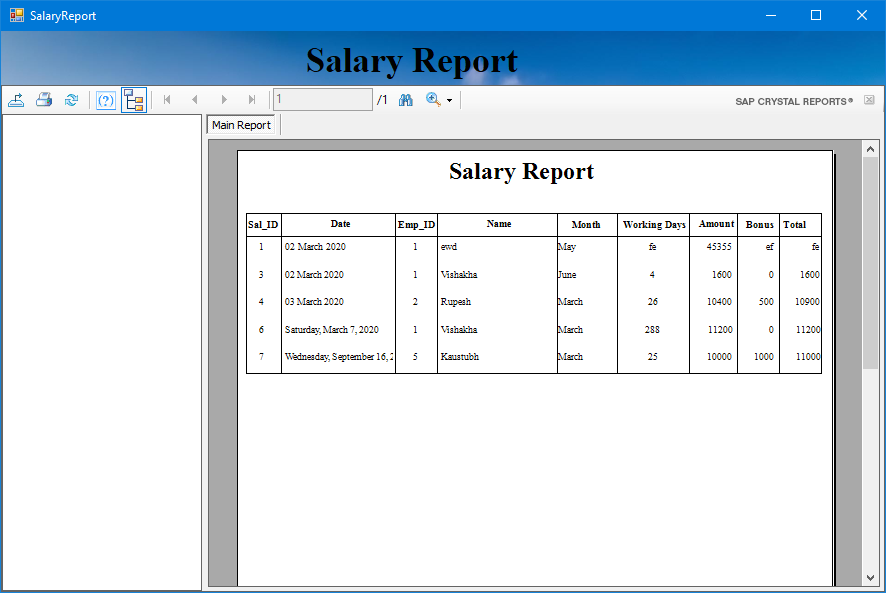 SalaryReport
Salary Report
(?) 1 /1 SAP CRYSTAL REPORTS®
Main Report
Salary Report
Sal_ID Date Emp_ID Name Month Working Days Amount Bonus Total
1 02 March 2020 1 ewd May fe 45355 ef fe
3 02 March 2020 1 Vishakha June 4 1600 0 1600
4 03 March 2020 2 Rupesh March 26 10400 500 10900
6 Saturday, March 7, 2020 1 Vishakha March 288 11200 0 11200
7 Wednesday, September 16, 2 5 Kaustubh March 25 10000 1000 11000